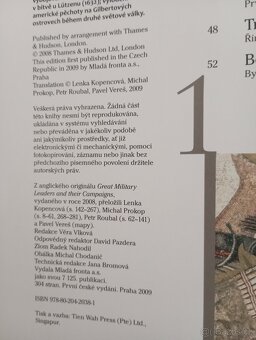 bitvě u Lützenu (1632); vylodění
americké pěchoty na Gilbertových
ostrovech během druhé světové války.
Published by arrangement with Thames
& Hudson, London.
© 2008 Thames & Hudson Ltd, London
This edition first published in the Czech
Republic in 2009 by Mladá fronta a.s.,
Prague
Translation © Lenka Kopencová, Michal
Prokop, Petr Roubal, Pavel Vereš, 2009
Veškerá práva vyhrazena. Žádná část
této knihy nesmí být reprodukována,
ukládána v systému vyhledávání
nebo převáděna v jakékoliv podobě
ani jakýmikoliv prostředky, ať již
elektronickými či mechanickými, pomocí
fotokopírování, záznamu nebo jinak bez
předchozího písemného povolení držitele
autorských práv.
Z anglického originálu Great Military
Leaders and their Campaigns,
vydaného v roce 2008, přeložili Lenka
Kopencová (s. 142–267), Michal Prokop
(s. 8–61, 268–281), Petr Roubal (s. 62–141)
a Pavel Vereš (mapy)
Redakce Věra Vlková
Odpovědný redaktor David Pazdera
Zlom Radek Nahodil
Obálka Michal Chodanič
Technická redakce Jana Bromová
Vydala Mladá fronta a.s.
jako svou 7 125. publikaci
304 stran. První české vydání. Praha 2009
ISBN 978-80-204-2038-1
Tisk a vazba: Tien Wah Press (Pte) Ltd.,
Singapur.
48
52
By
1